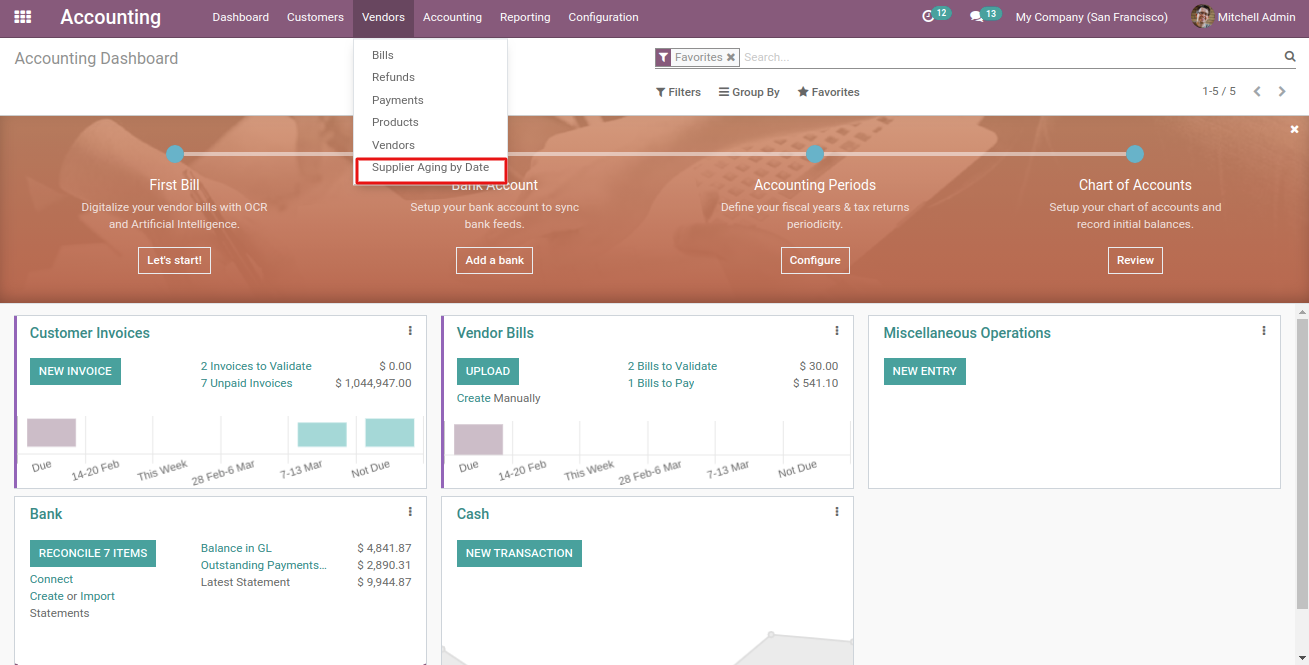 Accounting
Dashboard
Customers
Vendors
Accounting
Reporting
Configuration
12
13
My Company (San Francisco)
Mitchell Admin
Accounting Dashboard
Favorites
Search...
Filters
Group By
Favorites
1-5 / 5
Bills
Refunds
Payments
Products
Vendors
Supplier Aging by Date
First Bill
Digitalize your vendor bills with OCR
and Artificial Intelligence.
Let's start!
Bank Account
Setup your bank account to sync
bank feeds.
Add a bank
Accounting Periods
Define your fiscal years & tax returns
periodicity.
Configure
Chart of Accounts
Setup your chart of accounts and
record initial balances.
Review
Customer Invoices
NEW INVOICE
2 Invoices to Validate $ 0.00
7 Unpaid Invoices $ 1,044,947.00
Due 14-20 Feb This Week 28 Feb-6 Mar 7-13 Mar Not Due
Vendor Bills
UPLOAD
Create Manually
2 Bills to Validate $ 30.00
1 Bills to Pay $ 541.10
Due 14-20 Feb This Week 28 Feb-6 Mar 7-13 Mar Not Due
Miscellaneous Operations
NEW ENTRY
Bank
RECONCILE 7 ITEMS
Connect
Create or Import
Statements
Balance in GL $ 4,841.87
Outstanding Payments... $ 2,890.31
Latest Statement $ 9,944.87
Cash
NEW TRANSACTION